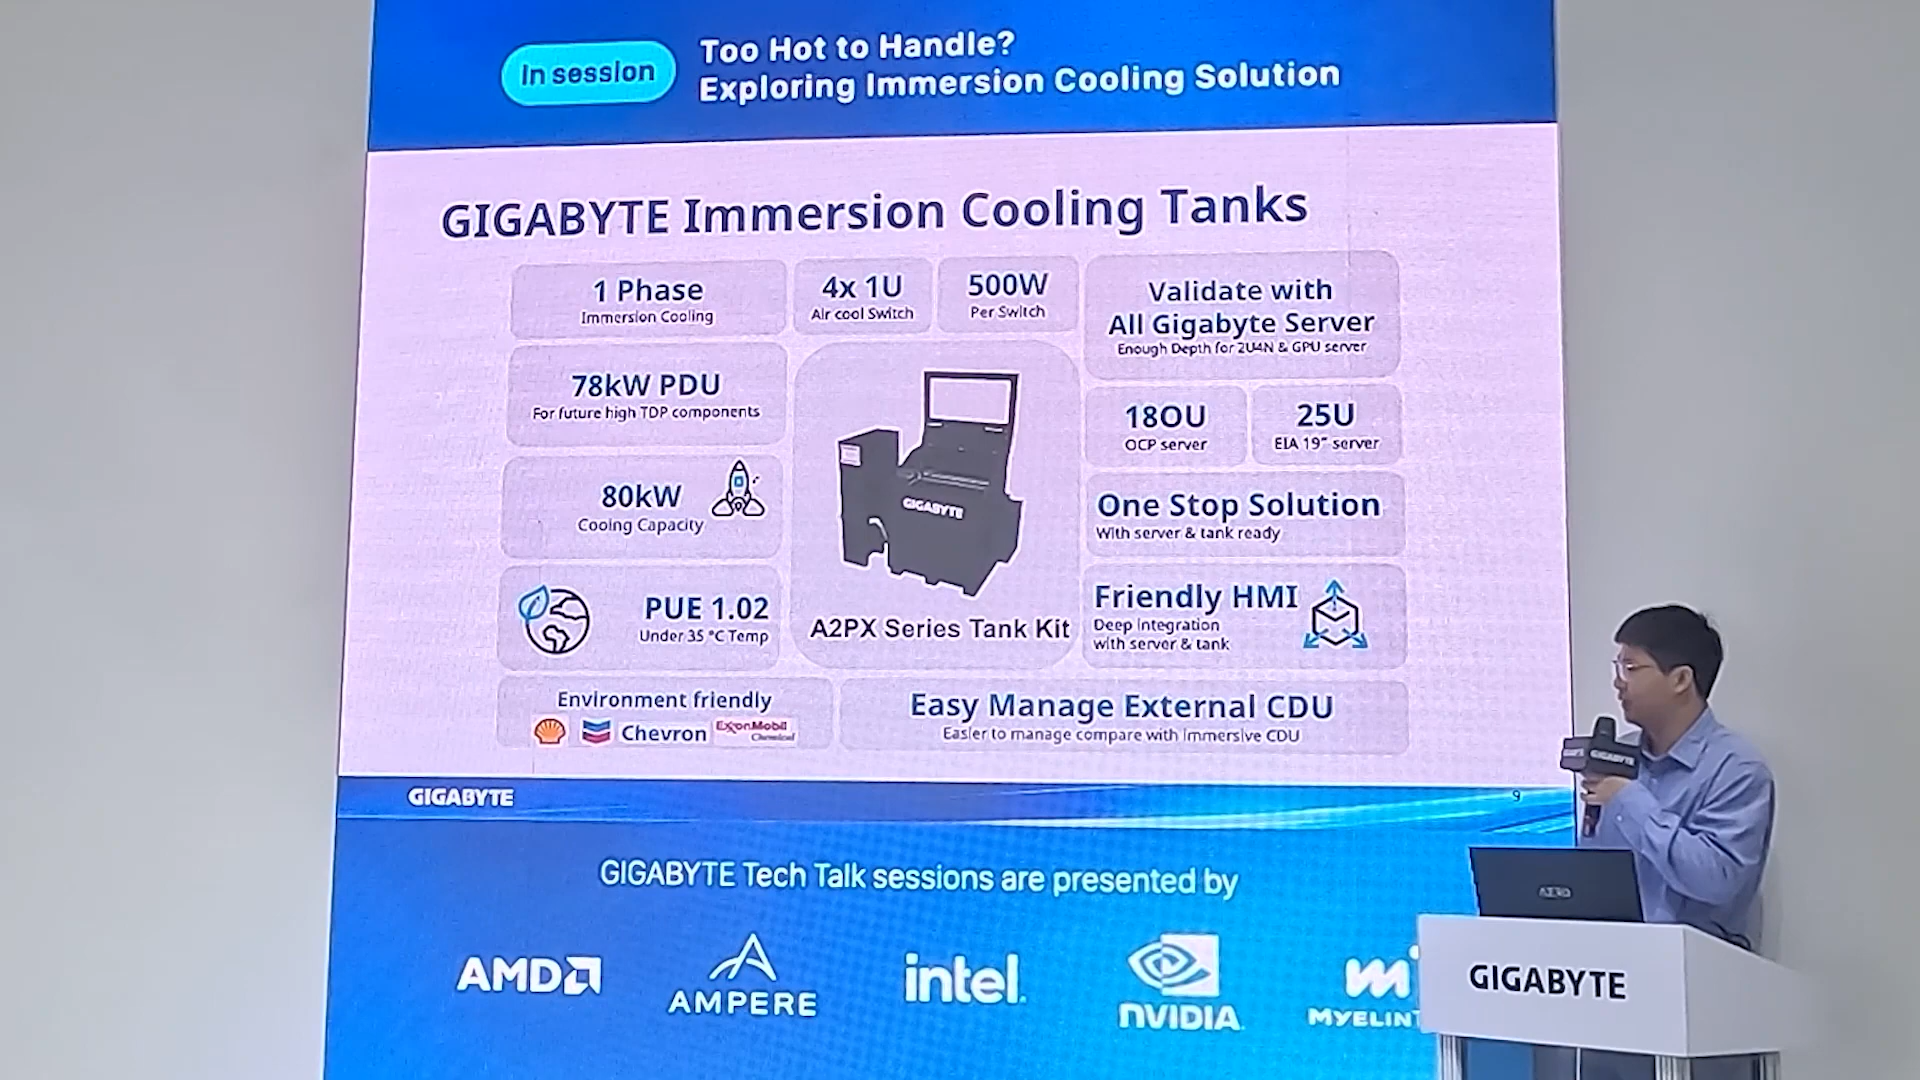 In session
Too Hot to Handle?
Exploring Immersion Cooling Solution
GIGABYTE Immersion Cooling Tanks
1 Phase
Immersion Cooling
4x 1U
Air cool Switch
500W
Per Switch
Validate with
All Gigabyte Server
Enough Depth for 2U4N & GPU server
78kW PDU
For future high TDP components
18OU
OCP server
25U
EIA 19" server
80kW
Cooing Capacity
One Stop Solution
With server & tank ready
PUE 1.02
Under 35 °C Temp
GIGABYTE
A2PX Series Tank Kit
Friendly HMI
Deep Integration
with server & tank
Environment friendly
Chevron
ExxonMobil
Chemical
Easy Manage External CDU
Easier to manage compare with immersive CDU
GIGABYTE
9
GIGABYTE Tech Talk sessions are presented by
AMD
AMPERE
intel.
NVIDIA
MYELINT
GIGABYTE
AERO
GIGABYTE